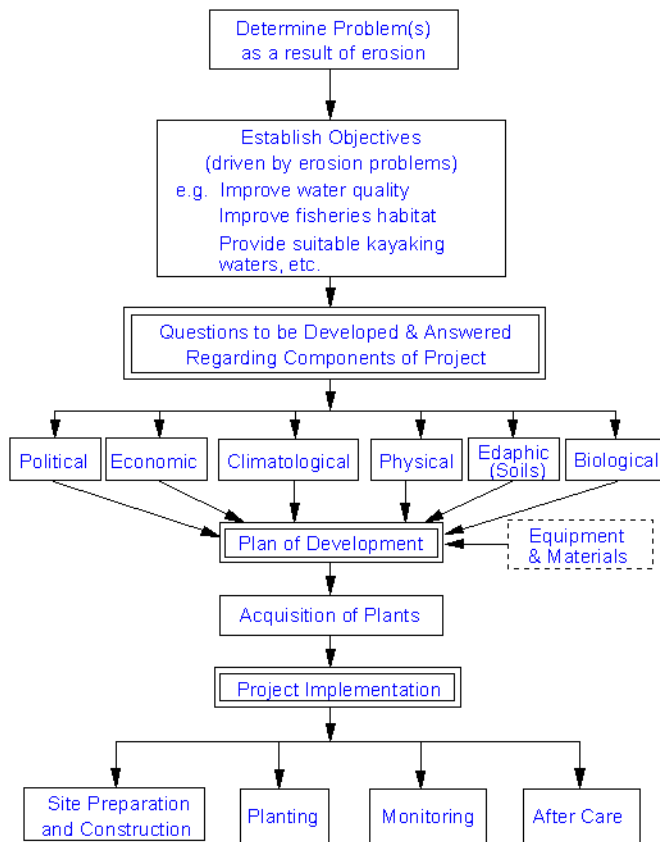 Determine Problem(s)
as a result of erosion
Establish Objectives
(driven by erosion problems)
e.g. Improve water quality
Improve fisheries habitat
Provide suitable kayaking
waters, etc.
Questions to be Developed & Answered
Regarding Components of Project
Political
Economic
Climatological
Physical
Edaphic
(Soils)
Biological
Plan of Development
Equipment
& Materials
Acquisition of Plants
Project Implementation
Site Preparation
and Construction
Planting
Monitoring
After Care